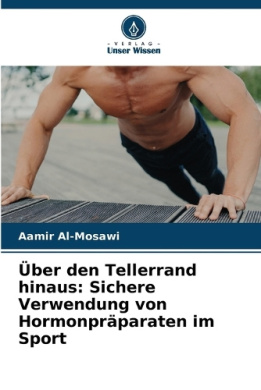 VERLAG
Unser Wissen
Aamir Al-Mosawi
Über den Tellerrand
hinaus: Sichere
Verwendung von
Hormonpräparaten im
Sport